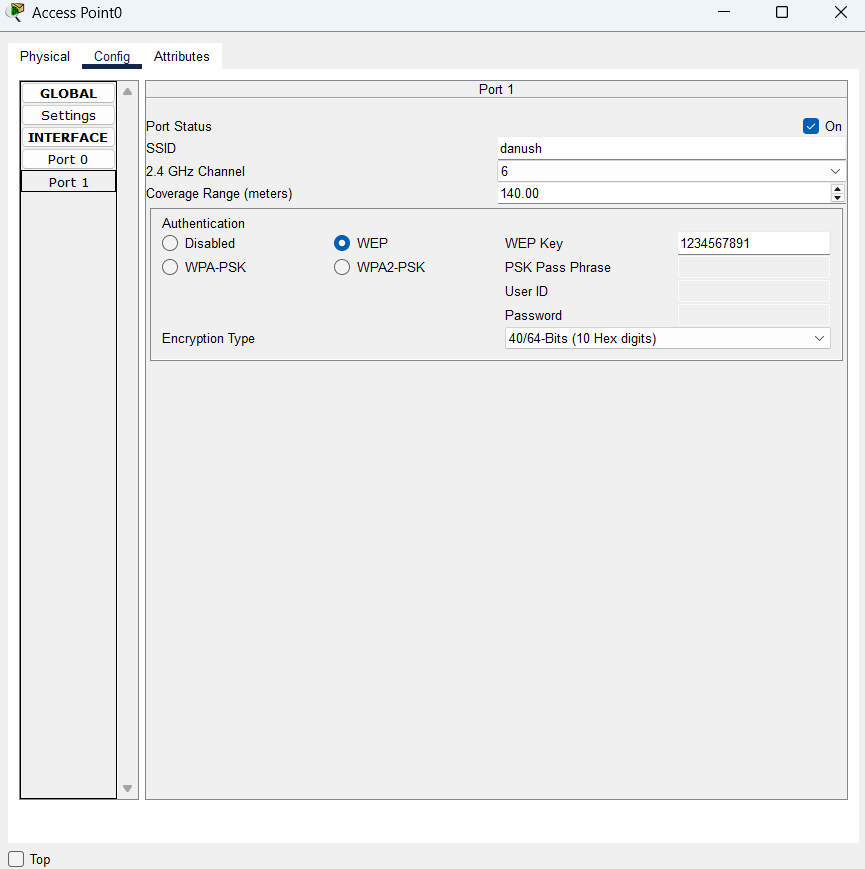 Access Point0
Physical Config Attributes
GLOBAL
Settings
INTERFACE
Port 0
Port 1
Port 1
Port Status On
SSID danush
2.4 GHz Channel 6
Coverage Range (meters) 140.00
Authentication
Disabled WEP WEP Key 1234567891
WPA-PSK WPA2-PSK PSK Pass Phrase
User ID
Password
Encryption Type 40/64-Bits (10 Hex digits)
Top